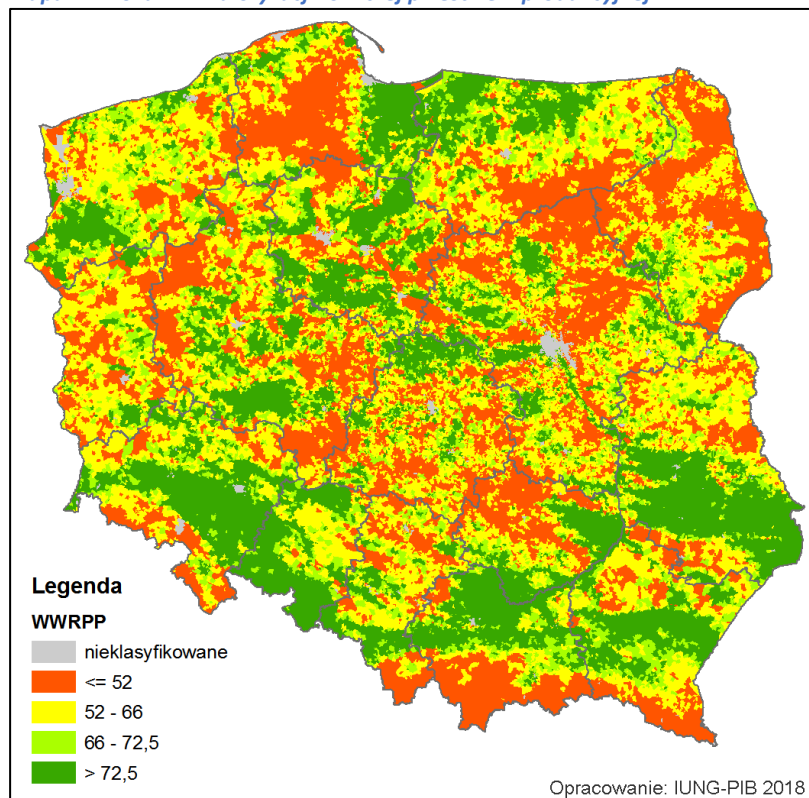 Legenda
WWRPP
nieklasyfikowane
<= 52
52 - 66
66 - 72,5
> 72,5
Opracowanie: IUNG-PIB 2018